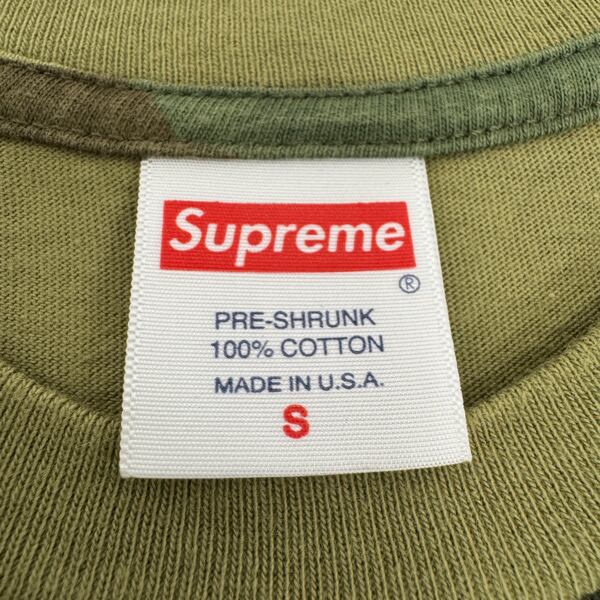 Supreme
®
PRE-SHRUNK
100% COTTON
MADE IN U.S.A.
S